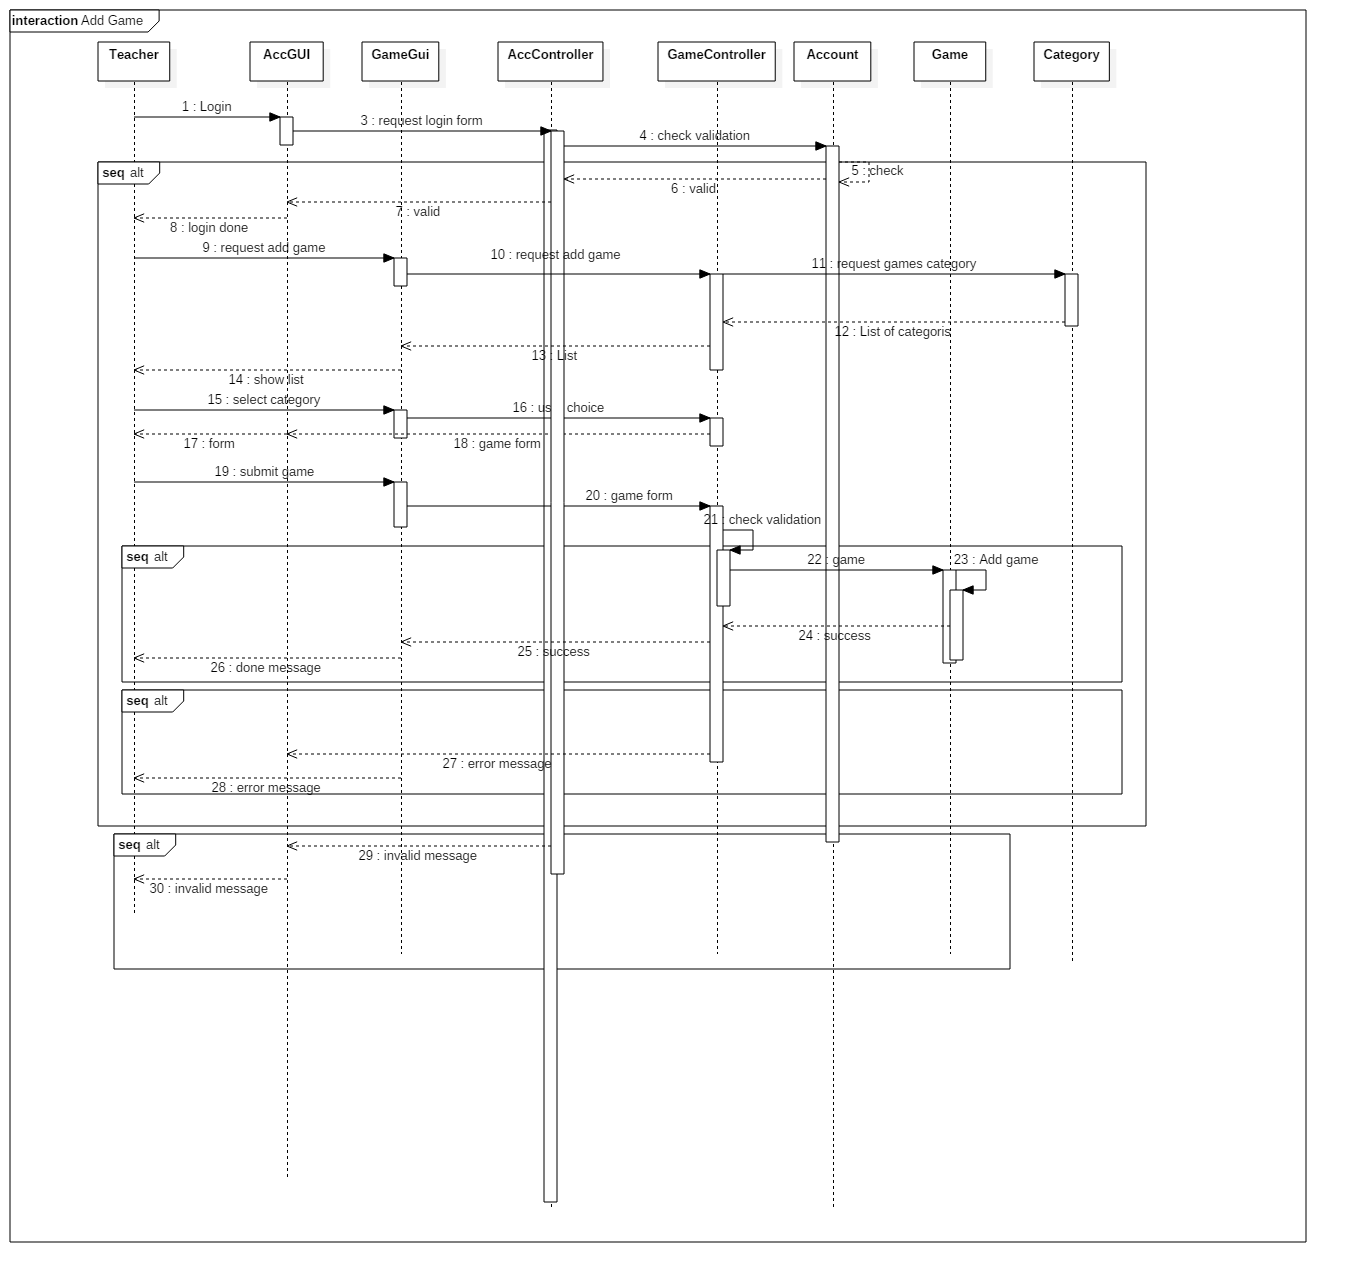 interaction Add Game
Teacher AccGUI GameGui AccController GameController Account Game Category
1 : Login
3 : request login form
4 : check validation
seq alt
5 : check
6 : valid
7 : valid
8 : login done
9 : request add game
10 : request add game
11 : request games category
12 : List of categoris
13 : List
14 : show list
15 : select category
16 : us choice
17 : form
18 : game form
19 : submit game
20 : game form
21 : check validation
seq alt
22 : game
23 : Add game
24 : success
25 : success
26 : done message
seq alt
27 : error message
28 : error message
seq alt
29 : invalid message
30 : invalid message